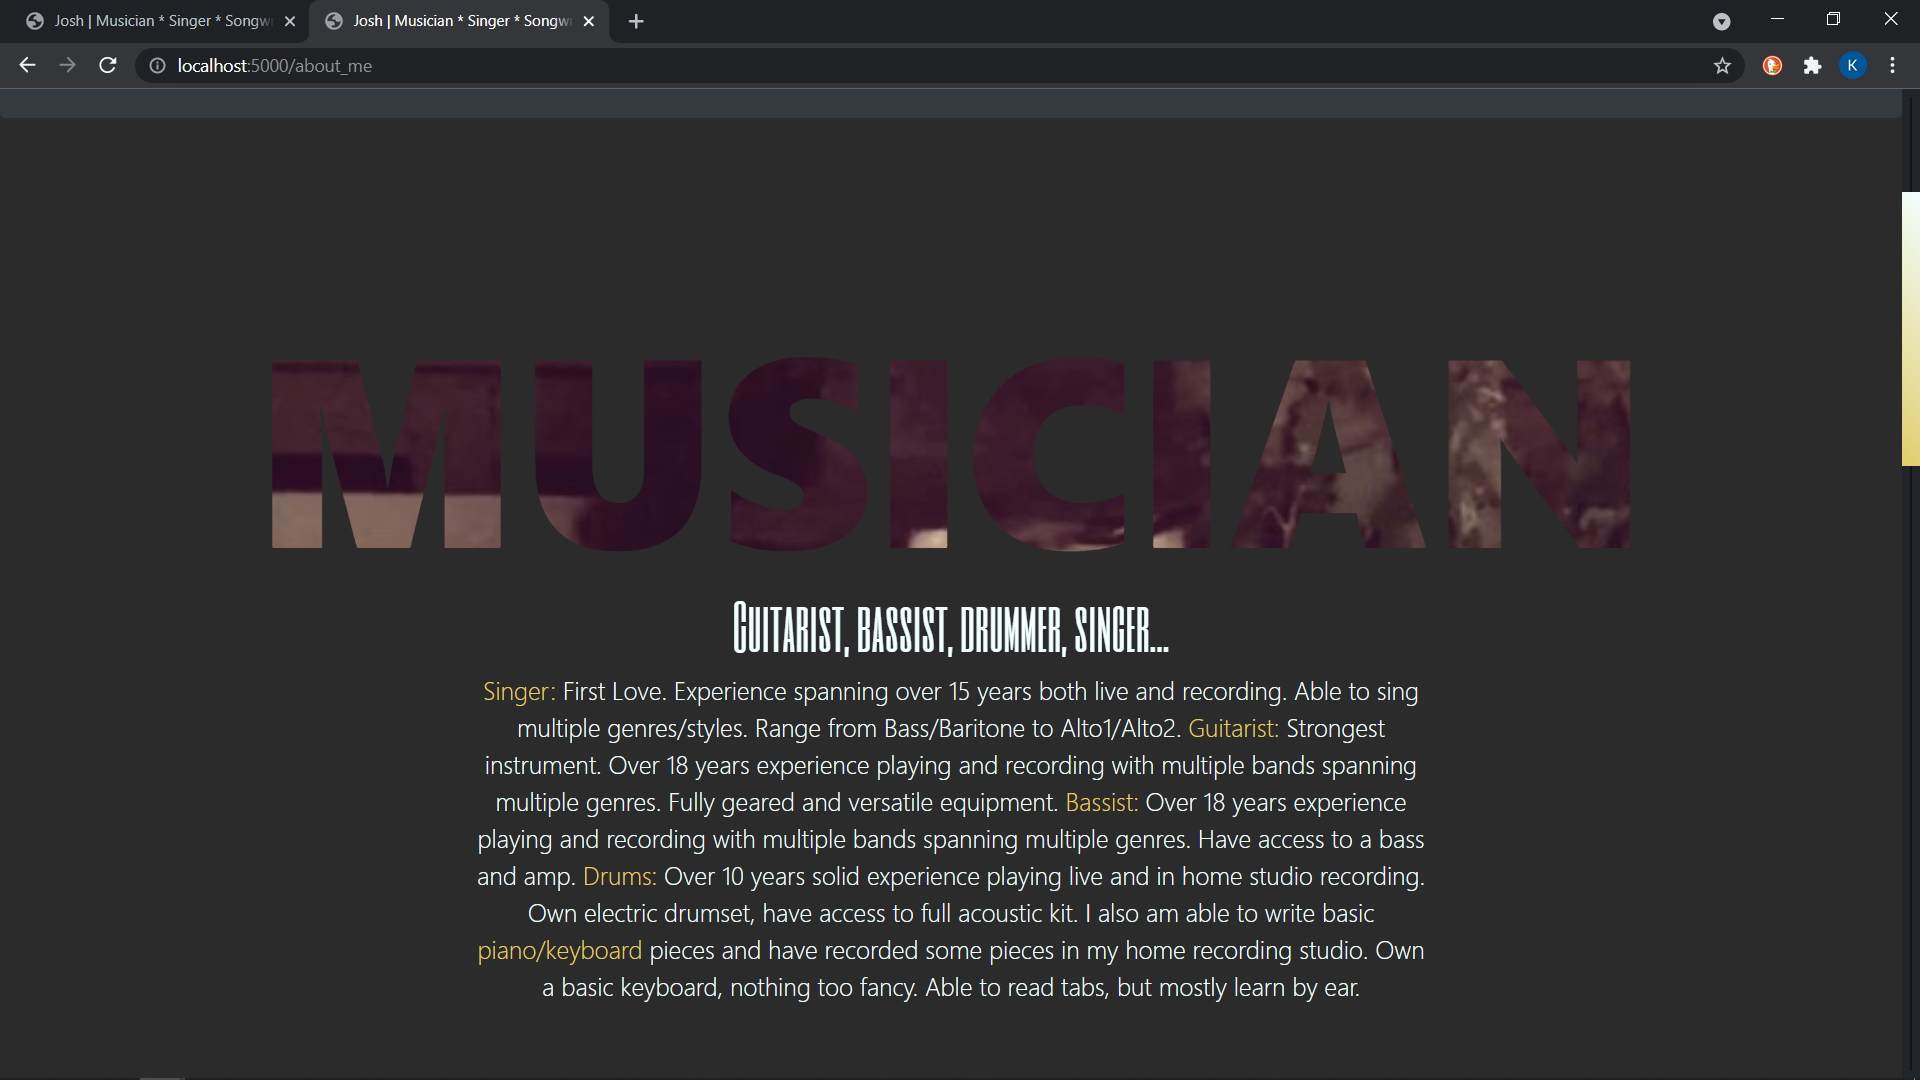 Josh | Musician * Singer * Songw
Josh | Musician * Singer * Songw
localhost:5000/about_me
K
MUSICIAN
Guitarist, bassist, drummer, singer...
Singer: First Love. Experience spanning over 15 years both live and recording. Able to sing
multiple genres/styles. Range from Bass/Baritone to Alto1/Alto2. Guitarist: Strongest
instrument. Over 18 years experience playing and recording with multiple bands spanning
multiple genres. Fully geared and versatile equipment. Bassist: Over 18 years experience
playing and recording with multiple bands spanning multiple genres. Have access to a bass
and amp. Drums: Over 10 years solid experience playing live and in home studio recording.
Own electric drumset, have access to full acoustic kit. I also am able to write basic
piano/keyboard pieces and have recorded some pieces in my home recording studio. Own
a basic keyboard, nothing too fancy. Able to read tabs, but mostly learn by ear.